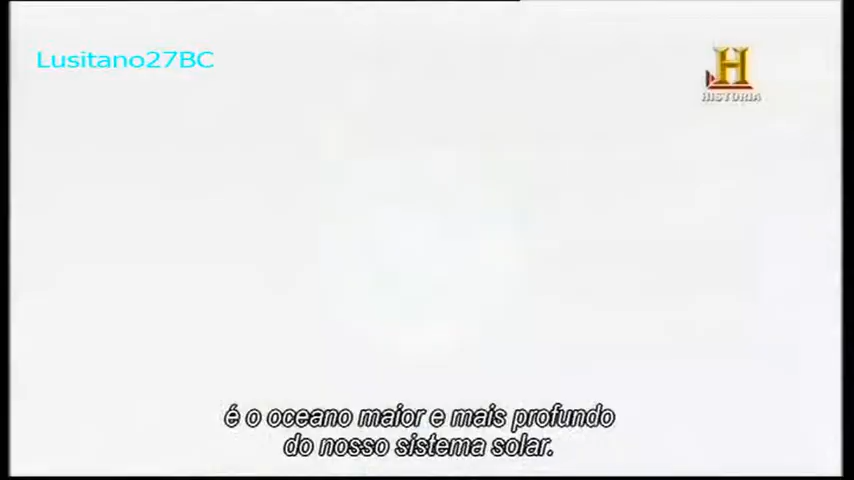 Lusitano27BC
H
HISTORIA
é o oceano maior e mais profundo
do nosso sistema solar.